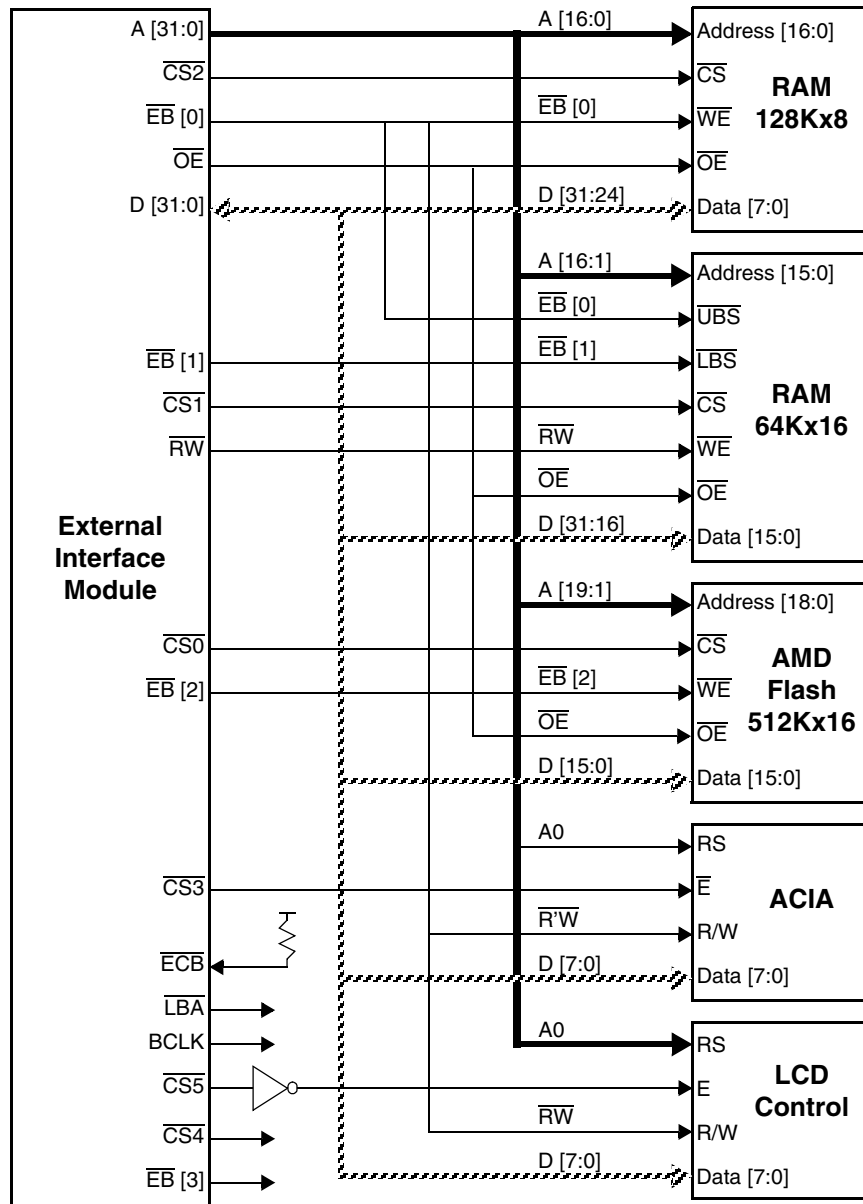 A [31:0]
A [16:0]
Address [16:0]
CS2
CS
RAM
128Kx8
EB [0]
EB [0]
WE
OE
OE
D [31:0]
D [31:24]
Data [7:0]
A [16:1]
Address [15:0]
EB [0]
UBS
EB [1]
EB [1]
LBS
CS1
CS
RAM
64Kx16
RW
RW
WE
OE
OE
D [31:16]
Data [15:0]
External
Interface
Module
A [19:1]
Address [18:0]
CS0
CS
AMD
Flash
512Kx16
EB [2]
EB [2]
WE
OE
OE
D [15:0]
Data [15:0]
A0
RS
CS3
E
ACIA
R'W
R/W
ECB
D [7:0]
Data [7:0]
LBA
A0
RS
BCLK
CS5
E
LCD
Control
CS4
RW
R/W
EB [3]
D [7:0]
Data [7:0]